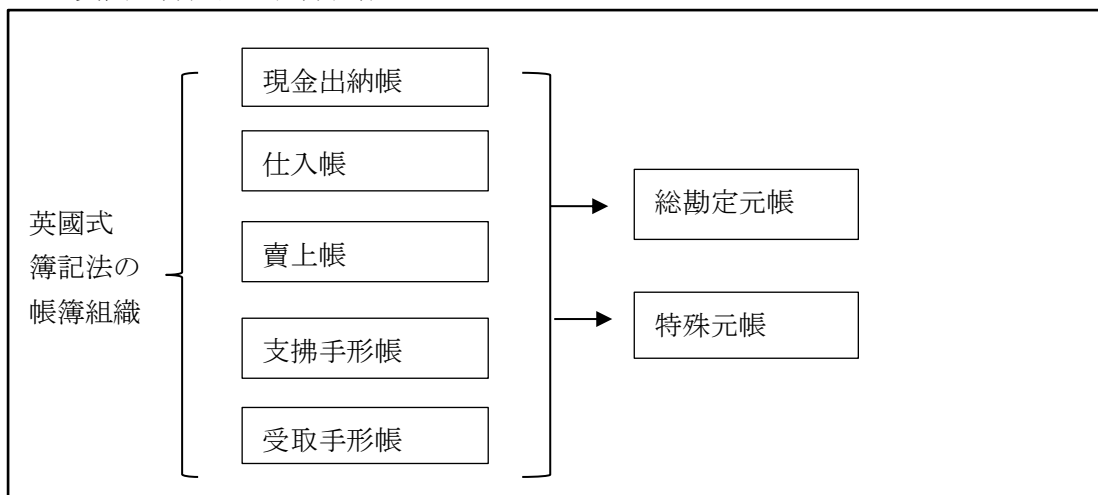 現金出納帳
仕入帳
賣上帳
支拂手形帳
受取手形帳
英國式
簿記法の
帳簿組織
総勘定元帳
特殊元帳